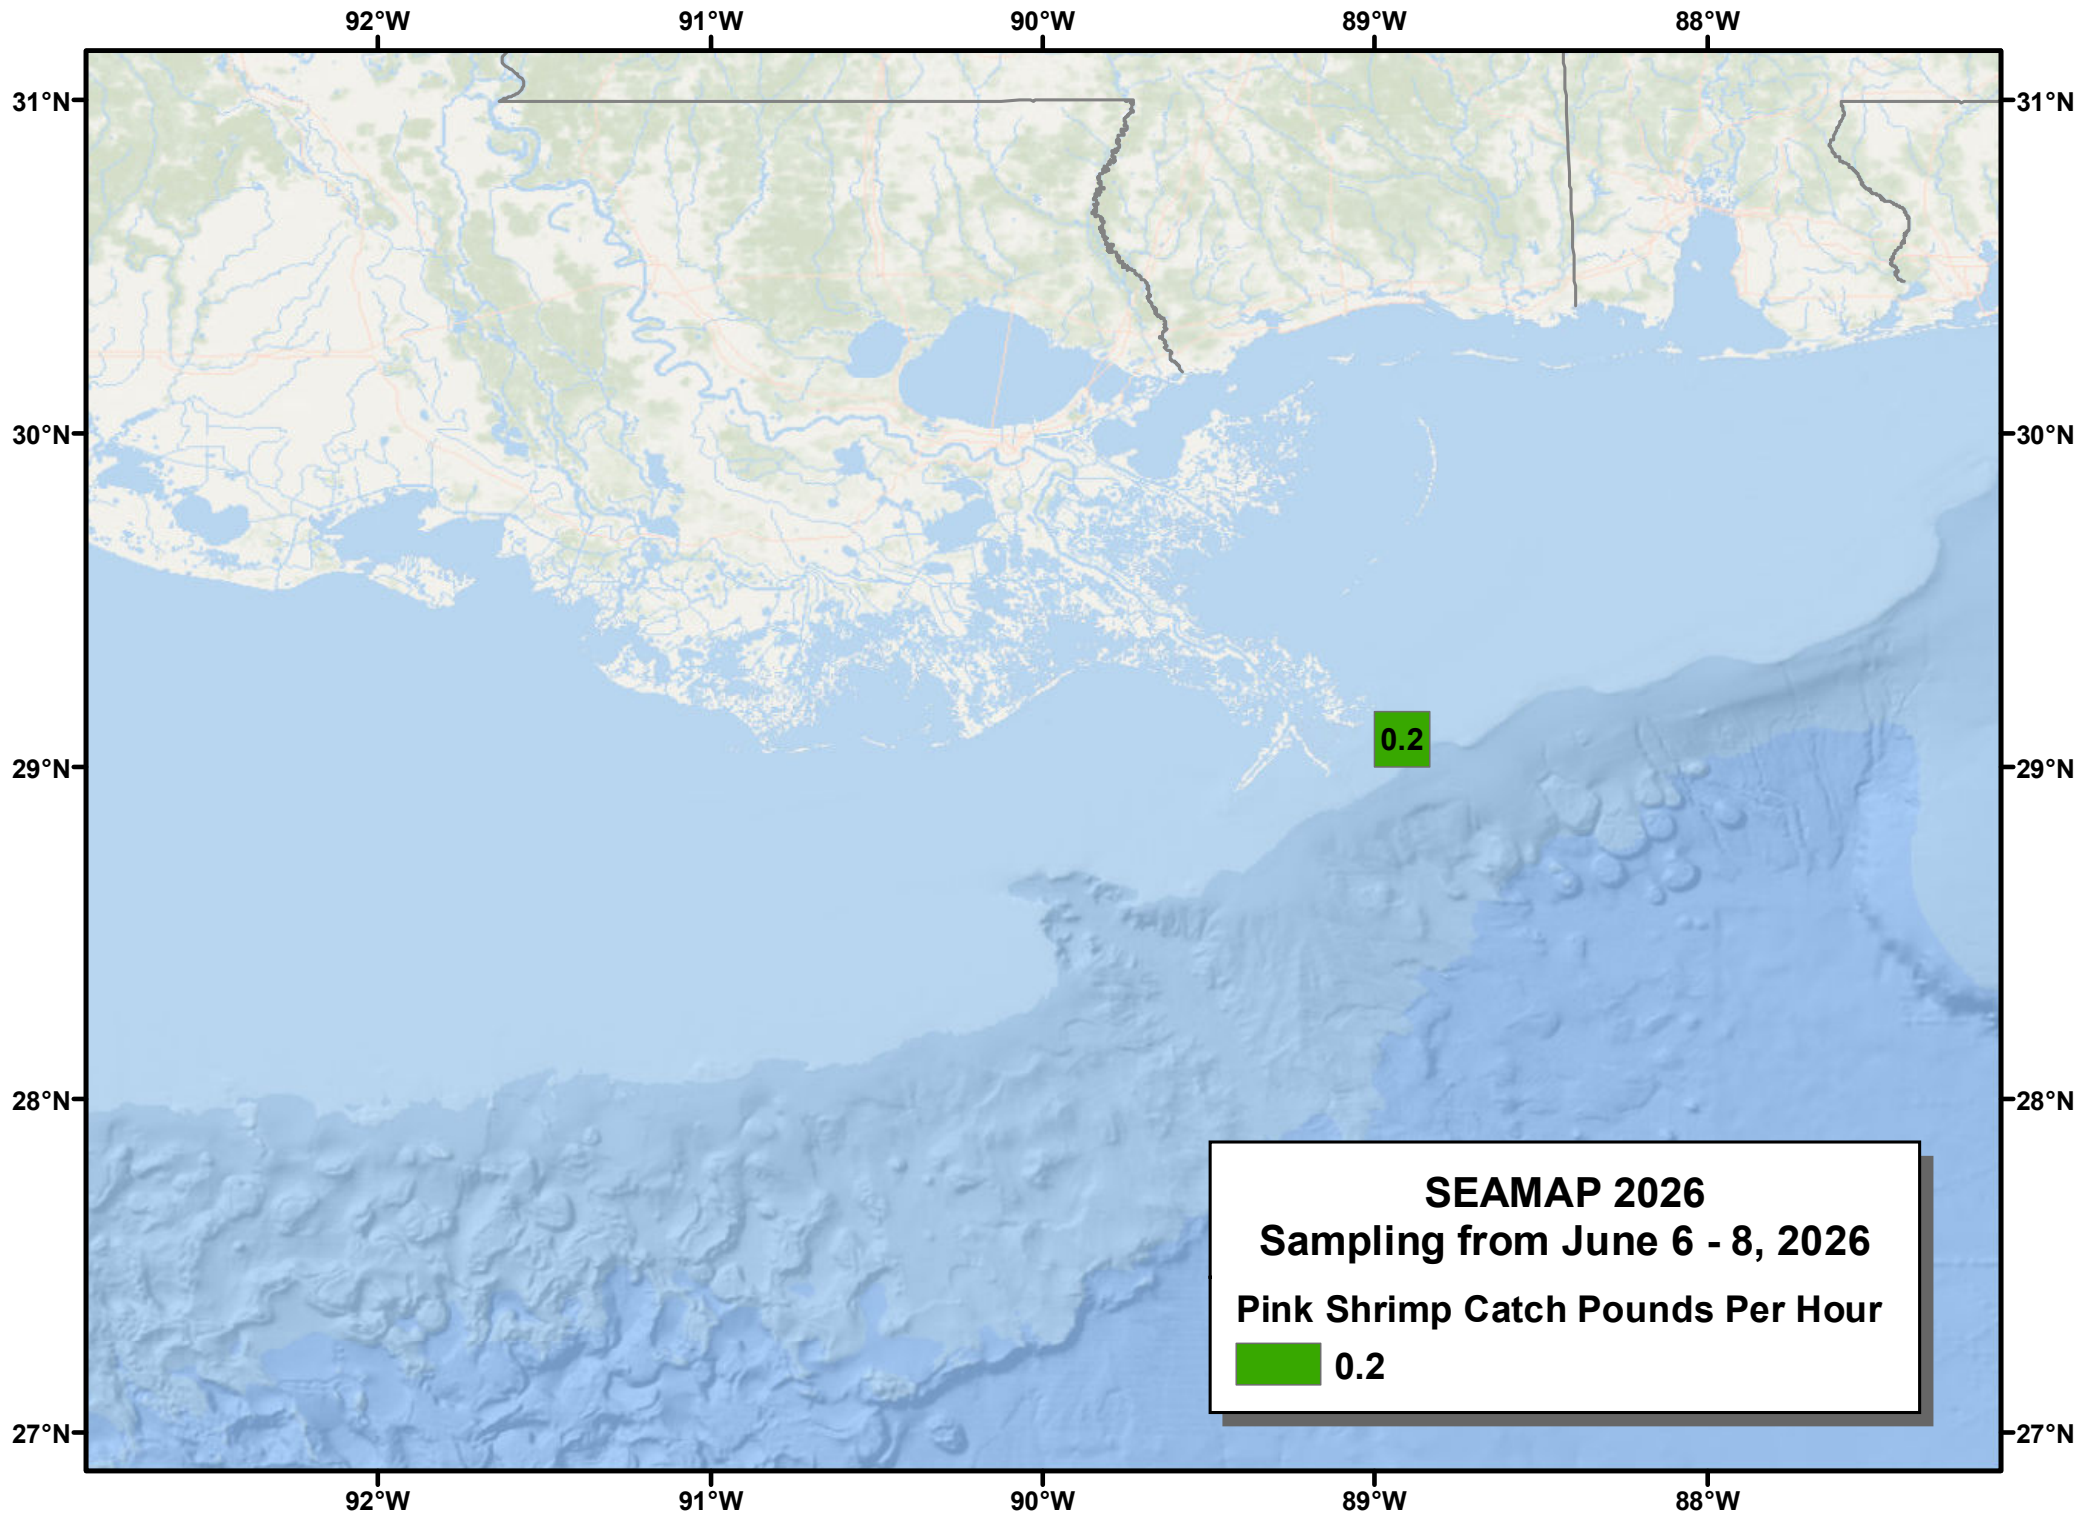 92°W 91°W 90°W 89°W 88°W
31°N 31°N
30°N 30°N
0.2
29°N 29°N
28°N 28°N
SEAMAP 2026
Sampling from June 6 - 8, 2026
Pink Shrimp Catch Pounds Per Hour
0.2
27°N 27°N
92°W 91°W 90°W 89°W 88°W